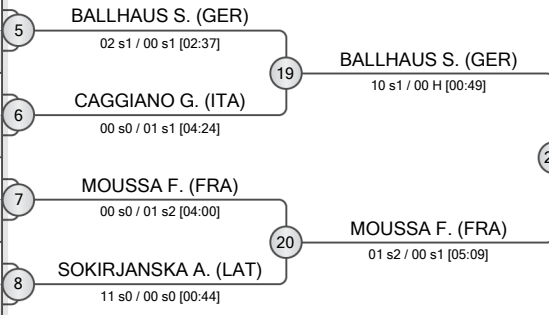 BALLHAUS S. (GER)
5
02 s1 / 00 s1 [02:37]
19
BALLHAUS S. (GER)
10 s1 / 00 H [00:49]
CAGGIANO G. (ITA)
6
00 s0 / 01 s1 [04:24]
MOUSSA F. (FRA)
7
00 s0 / 01 s2 [04:00]
20
MOUSSA F. (FRA)
01 s2 / 00 s1 [05:09]
SOKIRJANSKA A. (LAT)
8
11 s0 / 00 s0 [00:44]